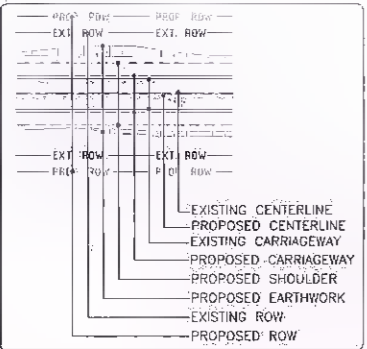 PROP ROW PROP ROW
EXT ROW EXT. ROW
EXT ROW EXT. ROW
PROP ROW PROP ROW
EXISTING CENTERLINE
PROPOSED CENTERLINE
EXISTING CARRIAGEWAY
PROPOSED CARRIAGEWAY
PROPOSED SHOULDER
PROPOSED EARTHWORK
EXISTING ROW
PROPOSED ROW